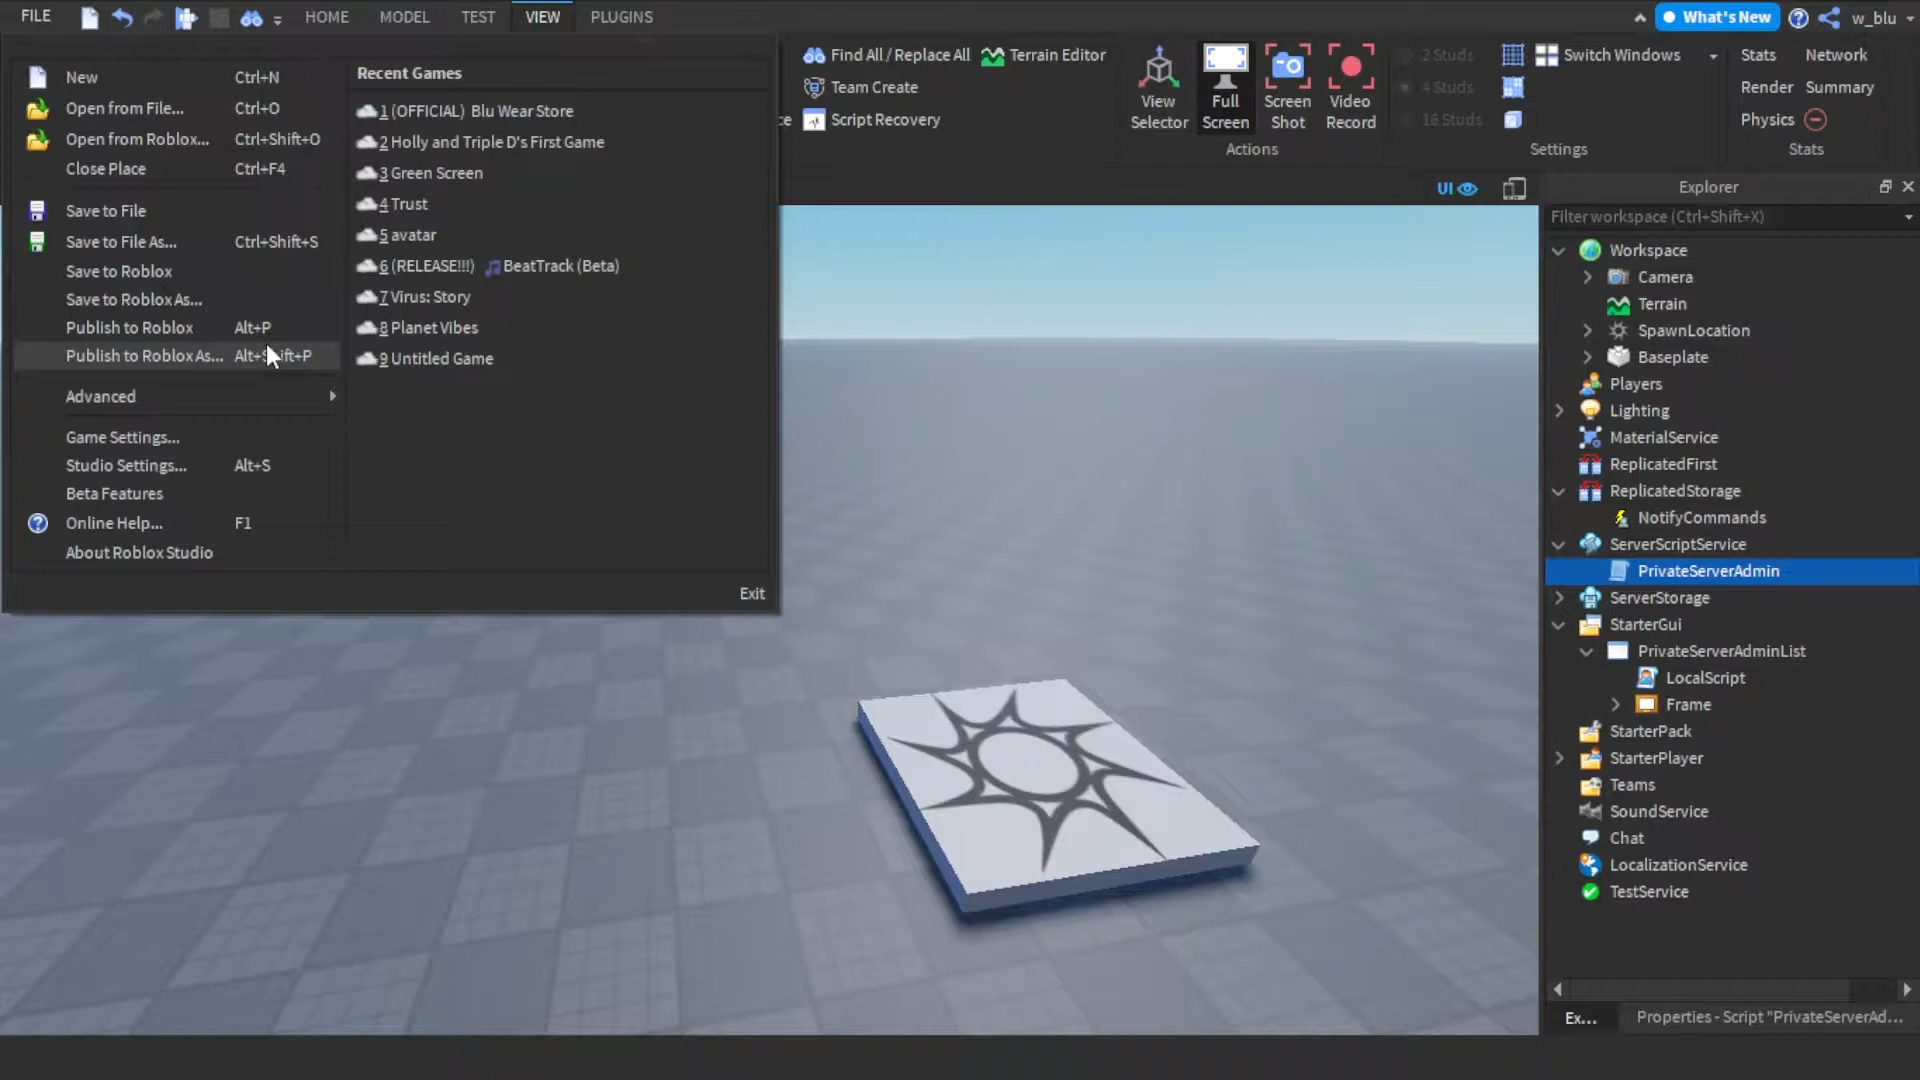 FILE HOME MODEL TEST VIEW PLUGINS What's New w_blu
New Ctrl+N
Open from File... Ctrl+O
Open from Roblox... Ctrl+Shift+O
Close Place Ctrl+F4
Save to File
Save to File As... Ctrl+Shift+S
Save to Roblox
Save to Roblox As...
Publish to Roblox Alt+P
Publish to Roblox As...
Advanced
Game Settings...
Studio Settings... Alt+S
Beta Features
Online Help... F1
About Roblox Studio
Recent Games
1 (OFFICIAL) Blu Wear Store
2 Holly and Triple D's First Game
3 Green Screen
4 Trust
5 avatar
6 (RELEASE!!!) 🎵BeatTrack (Beta)
7 Virus: Story
8 Planet Vibes
9 Untitled Game
Exit
Find All / Replace All Terrain Editor
Team Create
Script Recovery
View Selector
Full Screen
Screen Shot
Video Record
Actions
2 Studs
4 Studs
16 Studs
Switch Windows
Settings
Stats Network
Render Summary
Physics
Stats
UI
Explorer
Filter workspace (Ctrl+Shift+X)
Workspace
Camera
Terrain
SpawnLocation
Baseplate
Players
Lighting
MaterialService
ReplicatedFirst
ReplicatedStorage
NotifyCommands
ServerScriptService
PrivateServerAdmin
ServerStorage
StarterGui
PrivateServerAdminList
LocalScript
Frame
StarterPack
StarterPlayer
Teams
SoundService
Chat
LocalizationService
TestService
Ex... Properties - Script "PrivateServerAd...